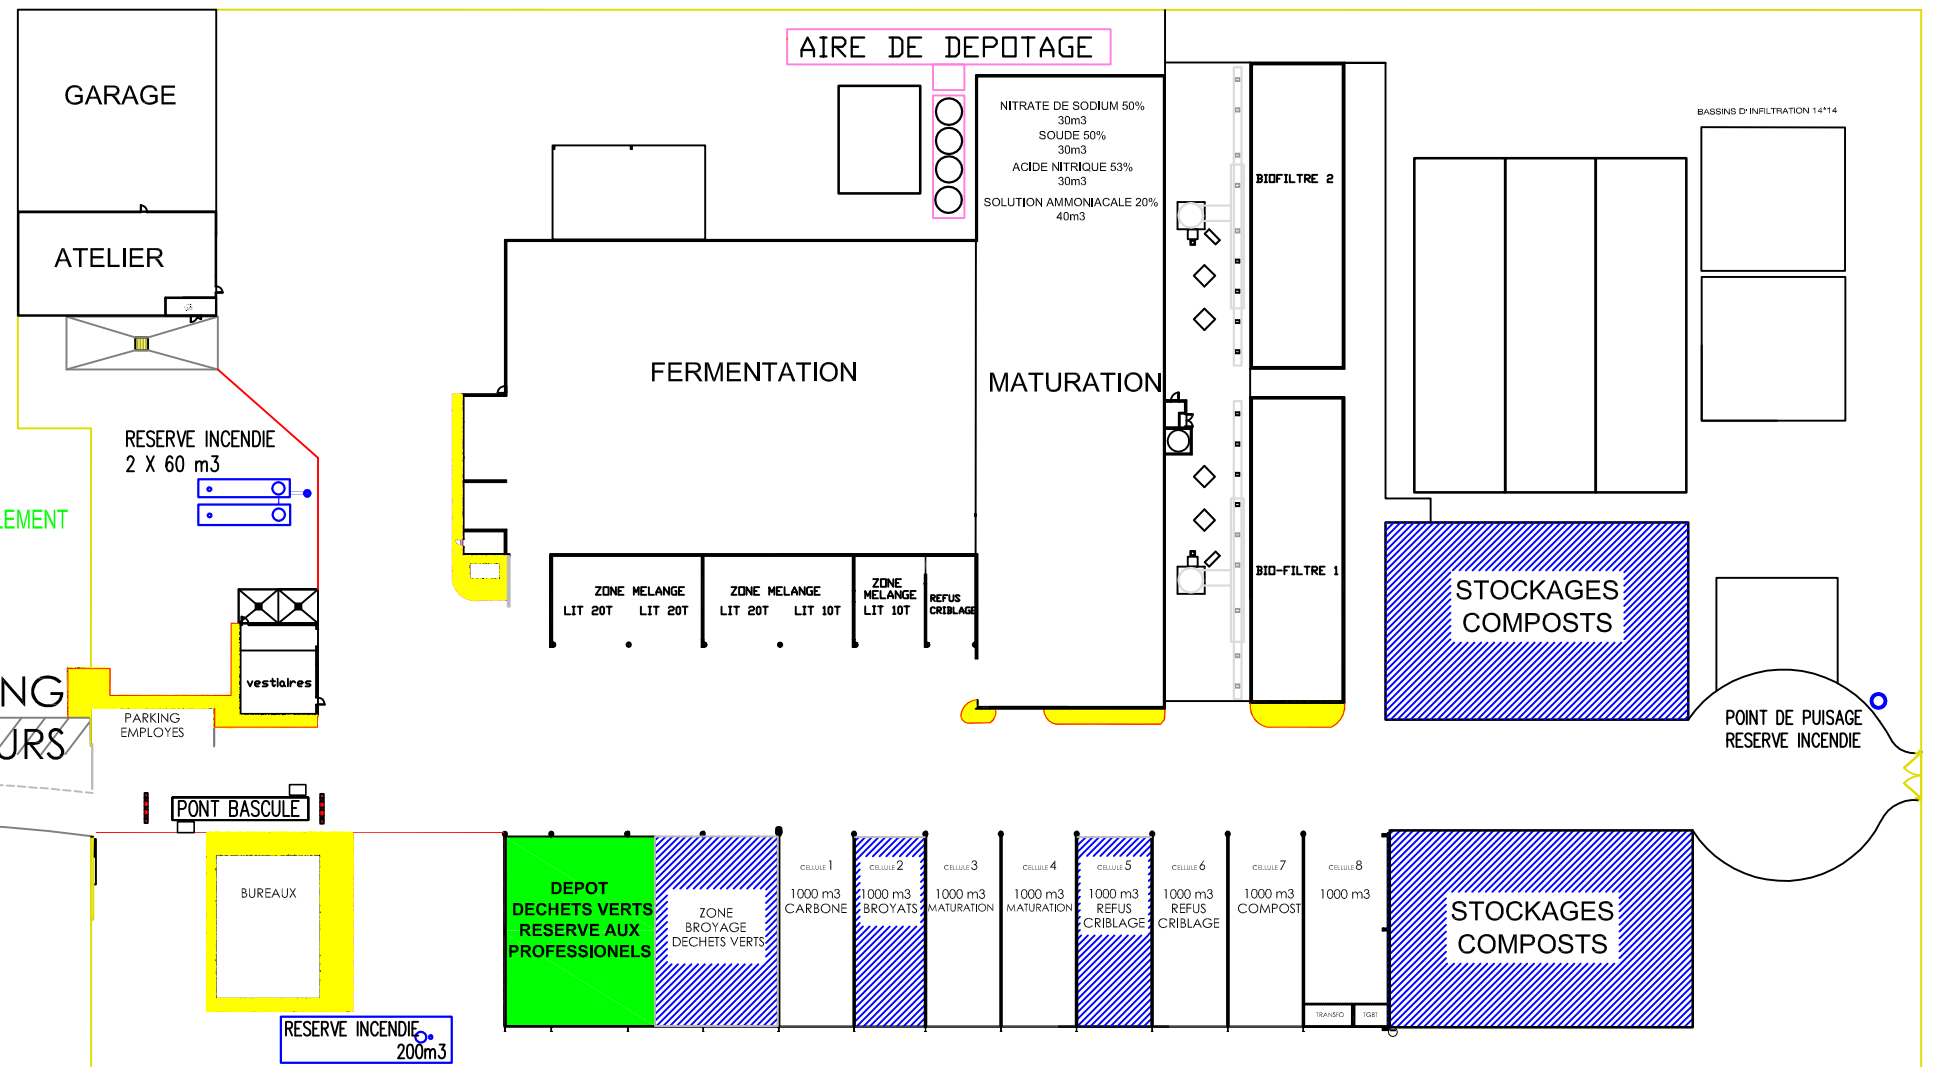 AIRE DE DEPOTAGE
GARAGE
NITRATE DE SODIUM 50%
30m3
SOUDE 50%
30m3
ACIDE NITRIQUE 53%
30m3
SOLUTION AMMONIACALE 20%
40m3
BASSINS D'INFILTRATION 14*14
BIOFILTRE 2
ATELIER
FERMENTATION
MATURATION
RESERVE INCENDIE
2 X 60 m3
LEMENT
ZONE MELANGE
LIT 20T LIT 20T
ZONE MELANGE
LIT 20T LIT 10T
ZONE
MELANGE
LIT 10T
REFUS
CRIBLAGE
BIO-FILTRE 1
STOCKAGES
COMPOSTS
vestiaires
NG
URS
PARKING
EMPLOYES
POINT DE PUISAGE
RESERVE INCENDIE
PONT BASCULE
BUREAUX
DEPOT
DECHETS VERTS
RESERVE AUX
PROFESSIONELS
ZONE
BROYAGE
DECHETS VERTS
CELLULE 1
1000 m3
CARBONE
CELLULE 2
1000 m3
BROYATS
CELLULE 3
1000 m3
MATURATION
CELLULE 4
1000 m3
MATURATION
CELLULE 5
1000 m3
REFUS
CRIBLAGE
CELLULE 6
1000 m3
REFUS
CRIBLAGE
CELLULE 7
1000 m3
COMPOST
CELLULE 8
1000 m3
TRANSFO
TGBT
STOCKAGES
COMPOSTS
RESERVE INCENDIE
200m3